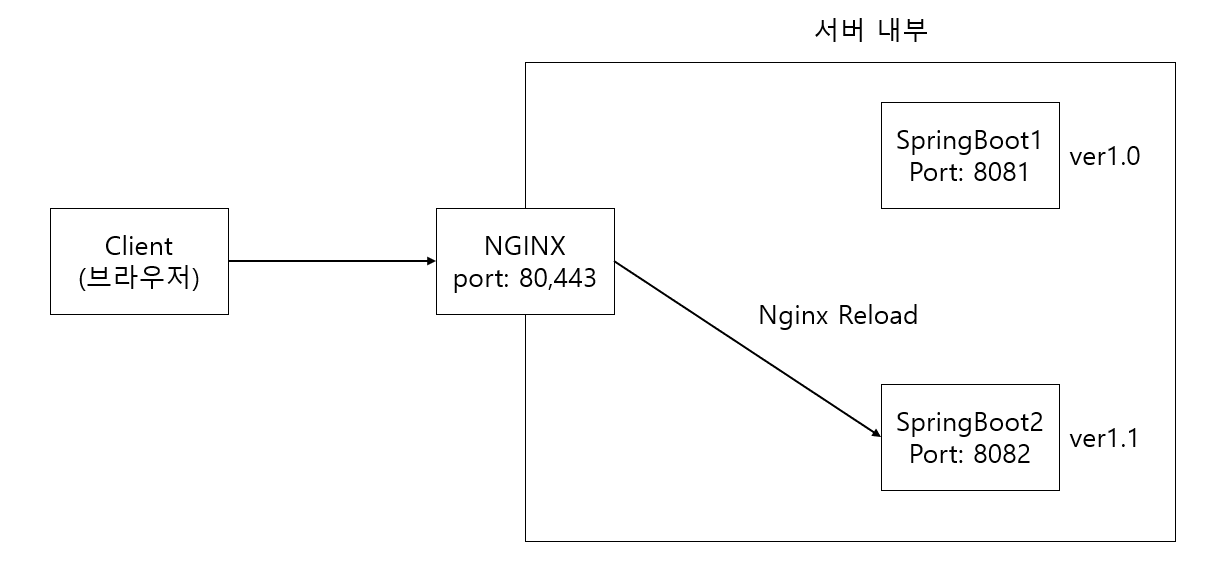 서버 내부
SpringBoot1
Port: 8081
ver1.0
Client
(브라우저)
NGINX
port: 80,443
Nginx Reload
SpringBoot2
Port: 8082
ver1.1